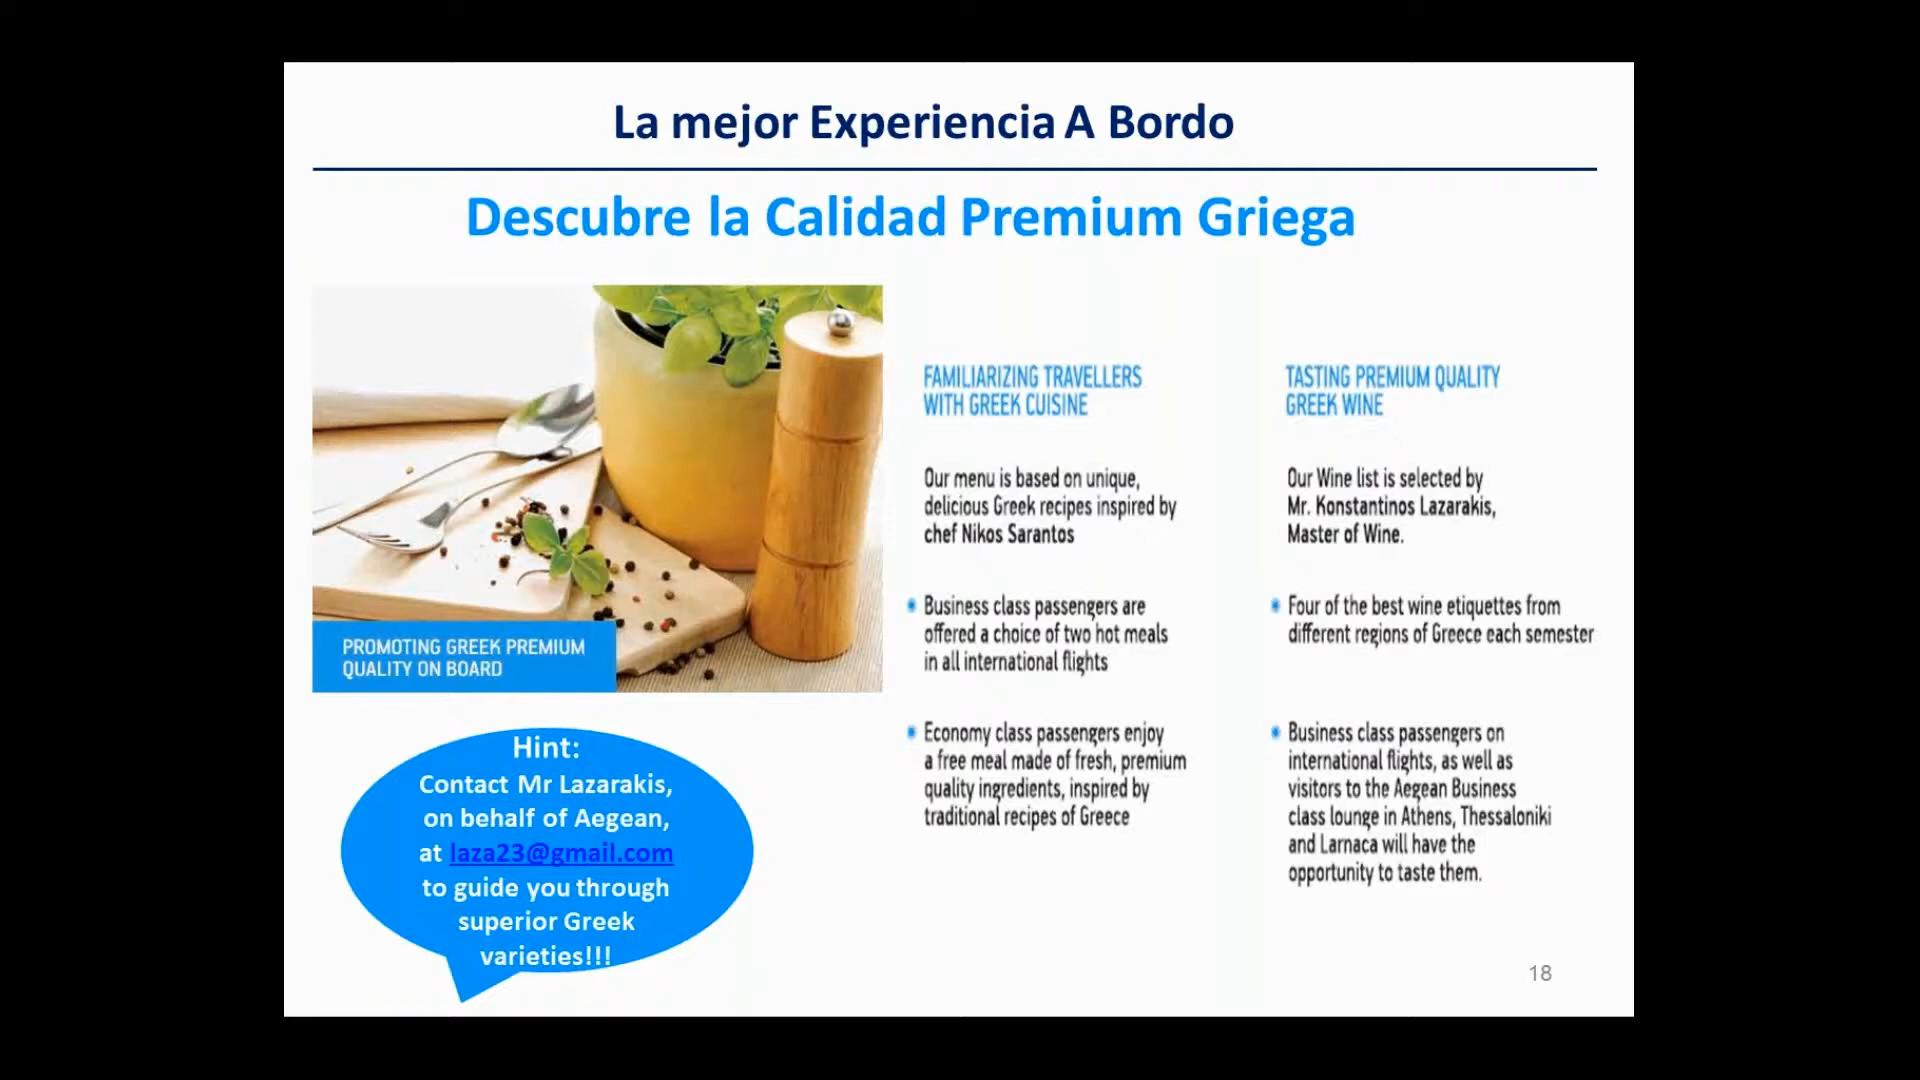 La mejor Experiencia A Bordo
Descubre la Calidad Premium Griega
PROMOTING GREEK PREMIUM
QUALITY ON BOARD
Hint:
Contact Mr Lazarakis,
on behalf of Aegean,
at laza23@gmail.com
to guide you through
superior Greek
varieties!!!
FAMILIARIZING TRAVELLERS
WITH GREEK CUISINE
Our menu is based on unique,
delicious Greek recipes inspired by
chef Nikos Sarantos
Business class passengers are
offered a choice of two hot meals
in all international flights
Economy class passengers enjoy
a free meal made of fresh, premium
quality ingredients, inspired by
traditional recipes of Greece
TASTING PREMIUM QUALITY
GREEK WINE
Our Wine list is selected by
Mr. Konstantinos Lazarakis,
Master of Wine.
Four of the best wine etiquettes from
different regions of Greece each semester
Business class passengers on
international flights, as well as
visitors to the Aegean Business
class lounge in Athens, Thessaloniki
and Larnaca will have the
opportunity to taste them.
18